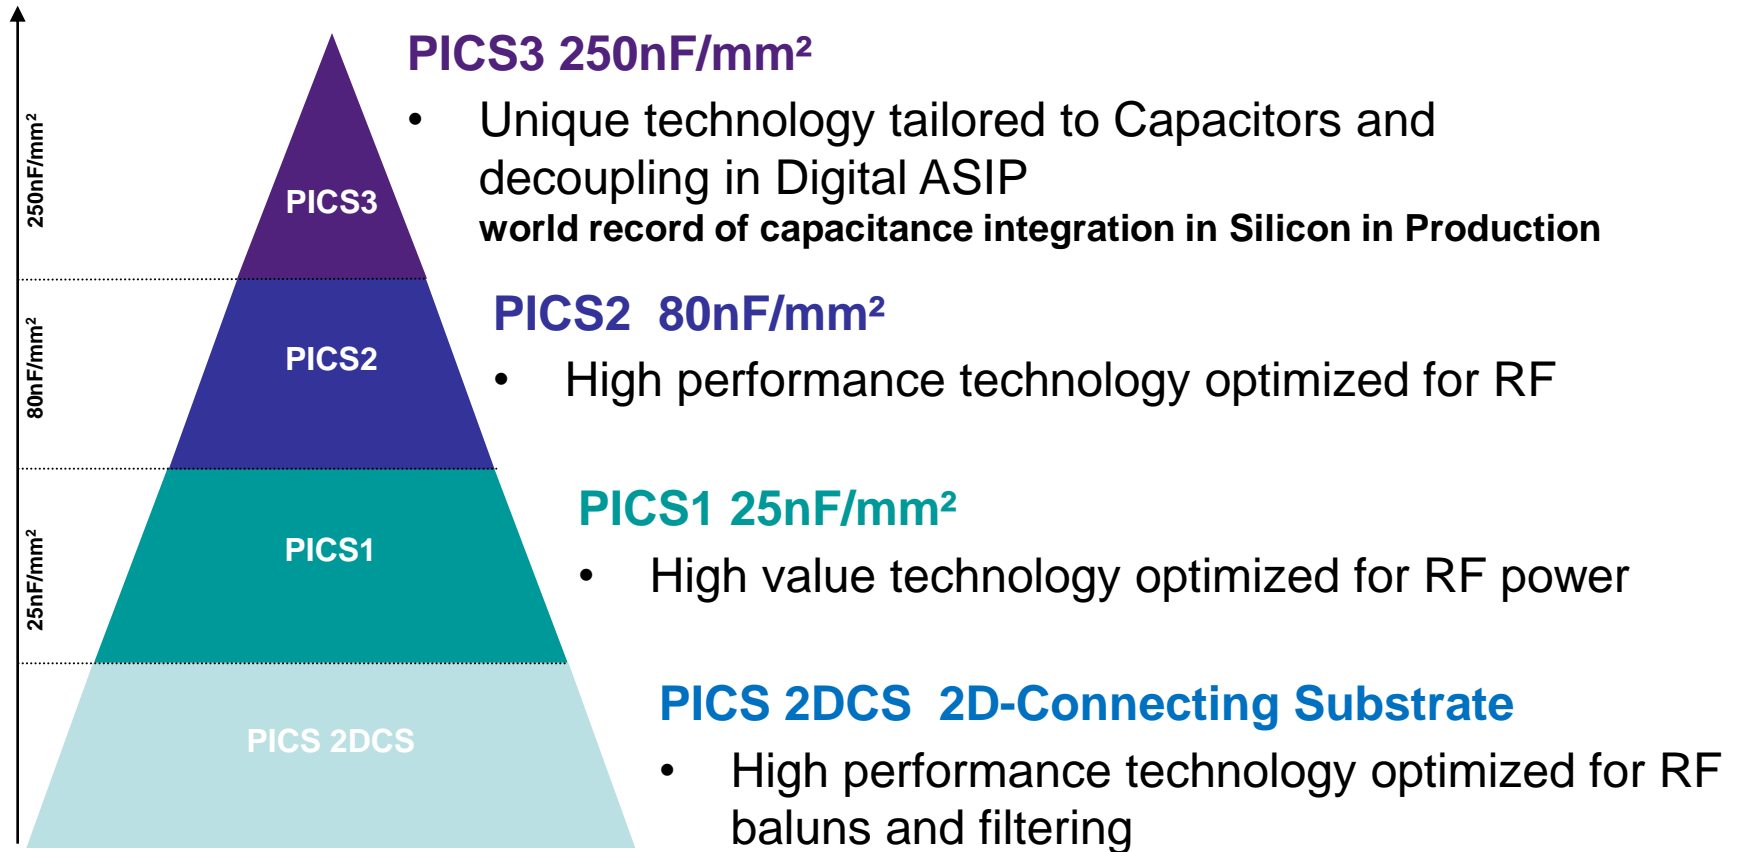 PICS3 250nF/mm²
• Unique technology tailored to Capacitors and
decoupling in Digital ASIP
world record of capacitance integration in Silicon in Production
250nF/mm²
PICS3
PICS2  80nF/mm²
• High performance technology optimized for RF
80nF/mm²
PICS2
PICS1 25nF/mm²
• High value technology optimized for RF power
25nF/mm²
PICS1
PICS 2DCS  2D-Connecting Substrate
• High performance technology optimized for RF
baluns and filtering
PICS 2DCS